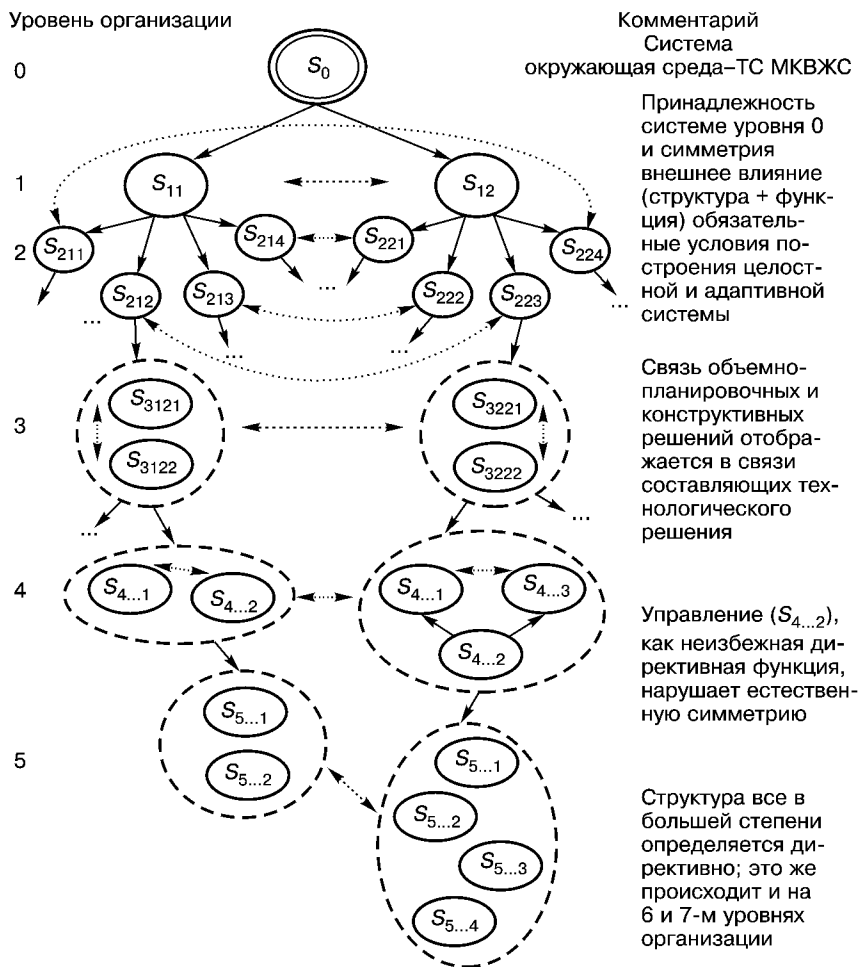 Уровень организации
Комментарий
Система
окружающая среда–ТС МКВЖС
0
S0
Принадлежность
системе уровня 0
и симметрия
внешнее влияние
(структура + функ-
ция) обязатель-
ные условия по-
строения целост-
ной и адаптивной
системы
1
S11
S12
2
S211
S214
S221
S224
S212
S213
S222
S223
...
...
...
...
...
...
Связь объемно-
планировочных и
конструктивных
решений отобра-
жается в связи
составляющих тех-
нологического
решения
3
S3121
S3221
S3122
S3222
...
...
4
S4...1
S4...2
S4...1
S4...3
S4...2
Управление (S4...2),
как неизбежная ди-
рективная функция,
нарушает естествен-
ную симметрию
5
S5...1
S5...2
S5...1
S5...2
S5...3
S5...4
Структура все в
большей степени
определяется ди-
рективно; это же
происходит и на
6 и 7-м уровнях
организации